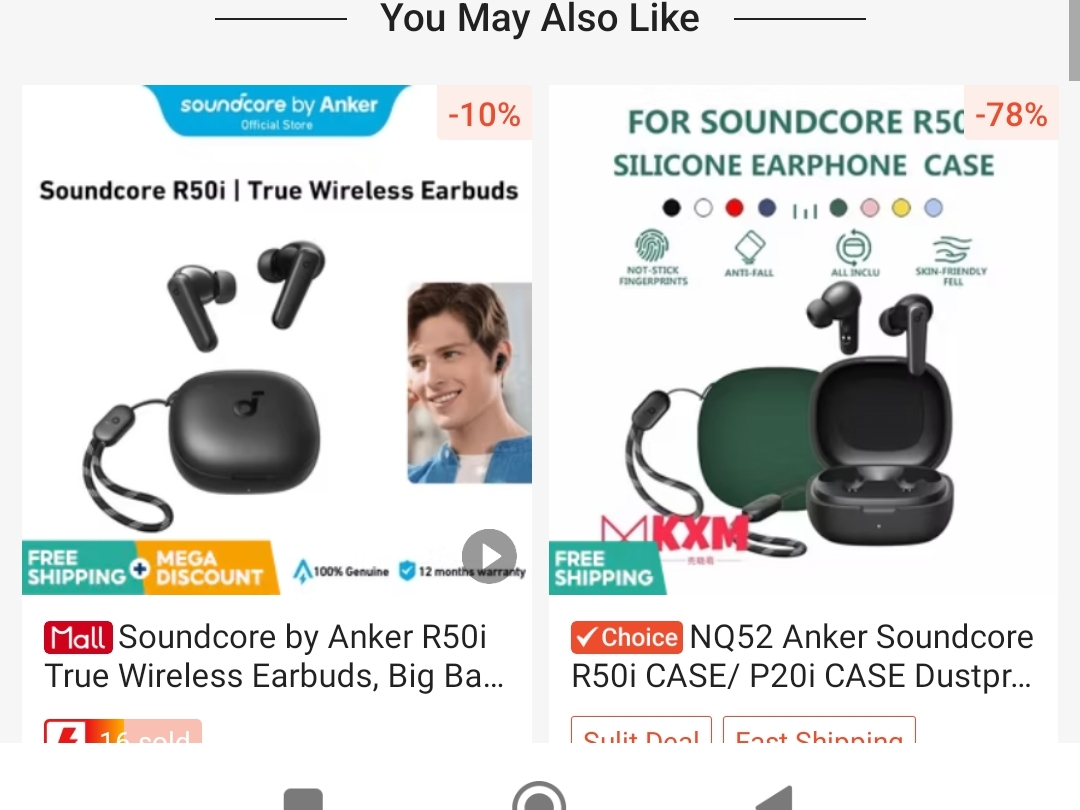 You May Also Like
soundcore by Anker
Official Store
-10%
Soundcore R50i | True Wireless Earbuds
FREE SHIPPING + MEGA DISCOUNT
100% Genuine
12 months warranty
Mall Soundcore by Anker R50i
True Wireless Earbuds, Big Ba...
16 sold
FOR SOUNDCORE R50
-78%
SILICONE EARPHONE CASE
NOT-STICK
FINGERPRINTS
ANTI-FALL
ALL INCLU
SKIN-FRIENDLY
FELL
MKXM
FREE
SHIPPING
Choice NQ52 Anker Soundcore
R50i CASE/ P20i CASE Dustpr...
Sulit Deal
Fast Shipping